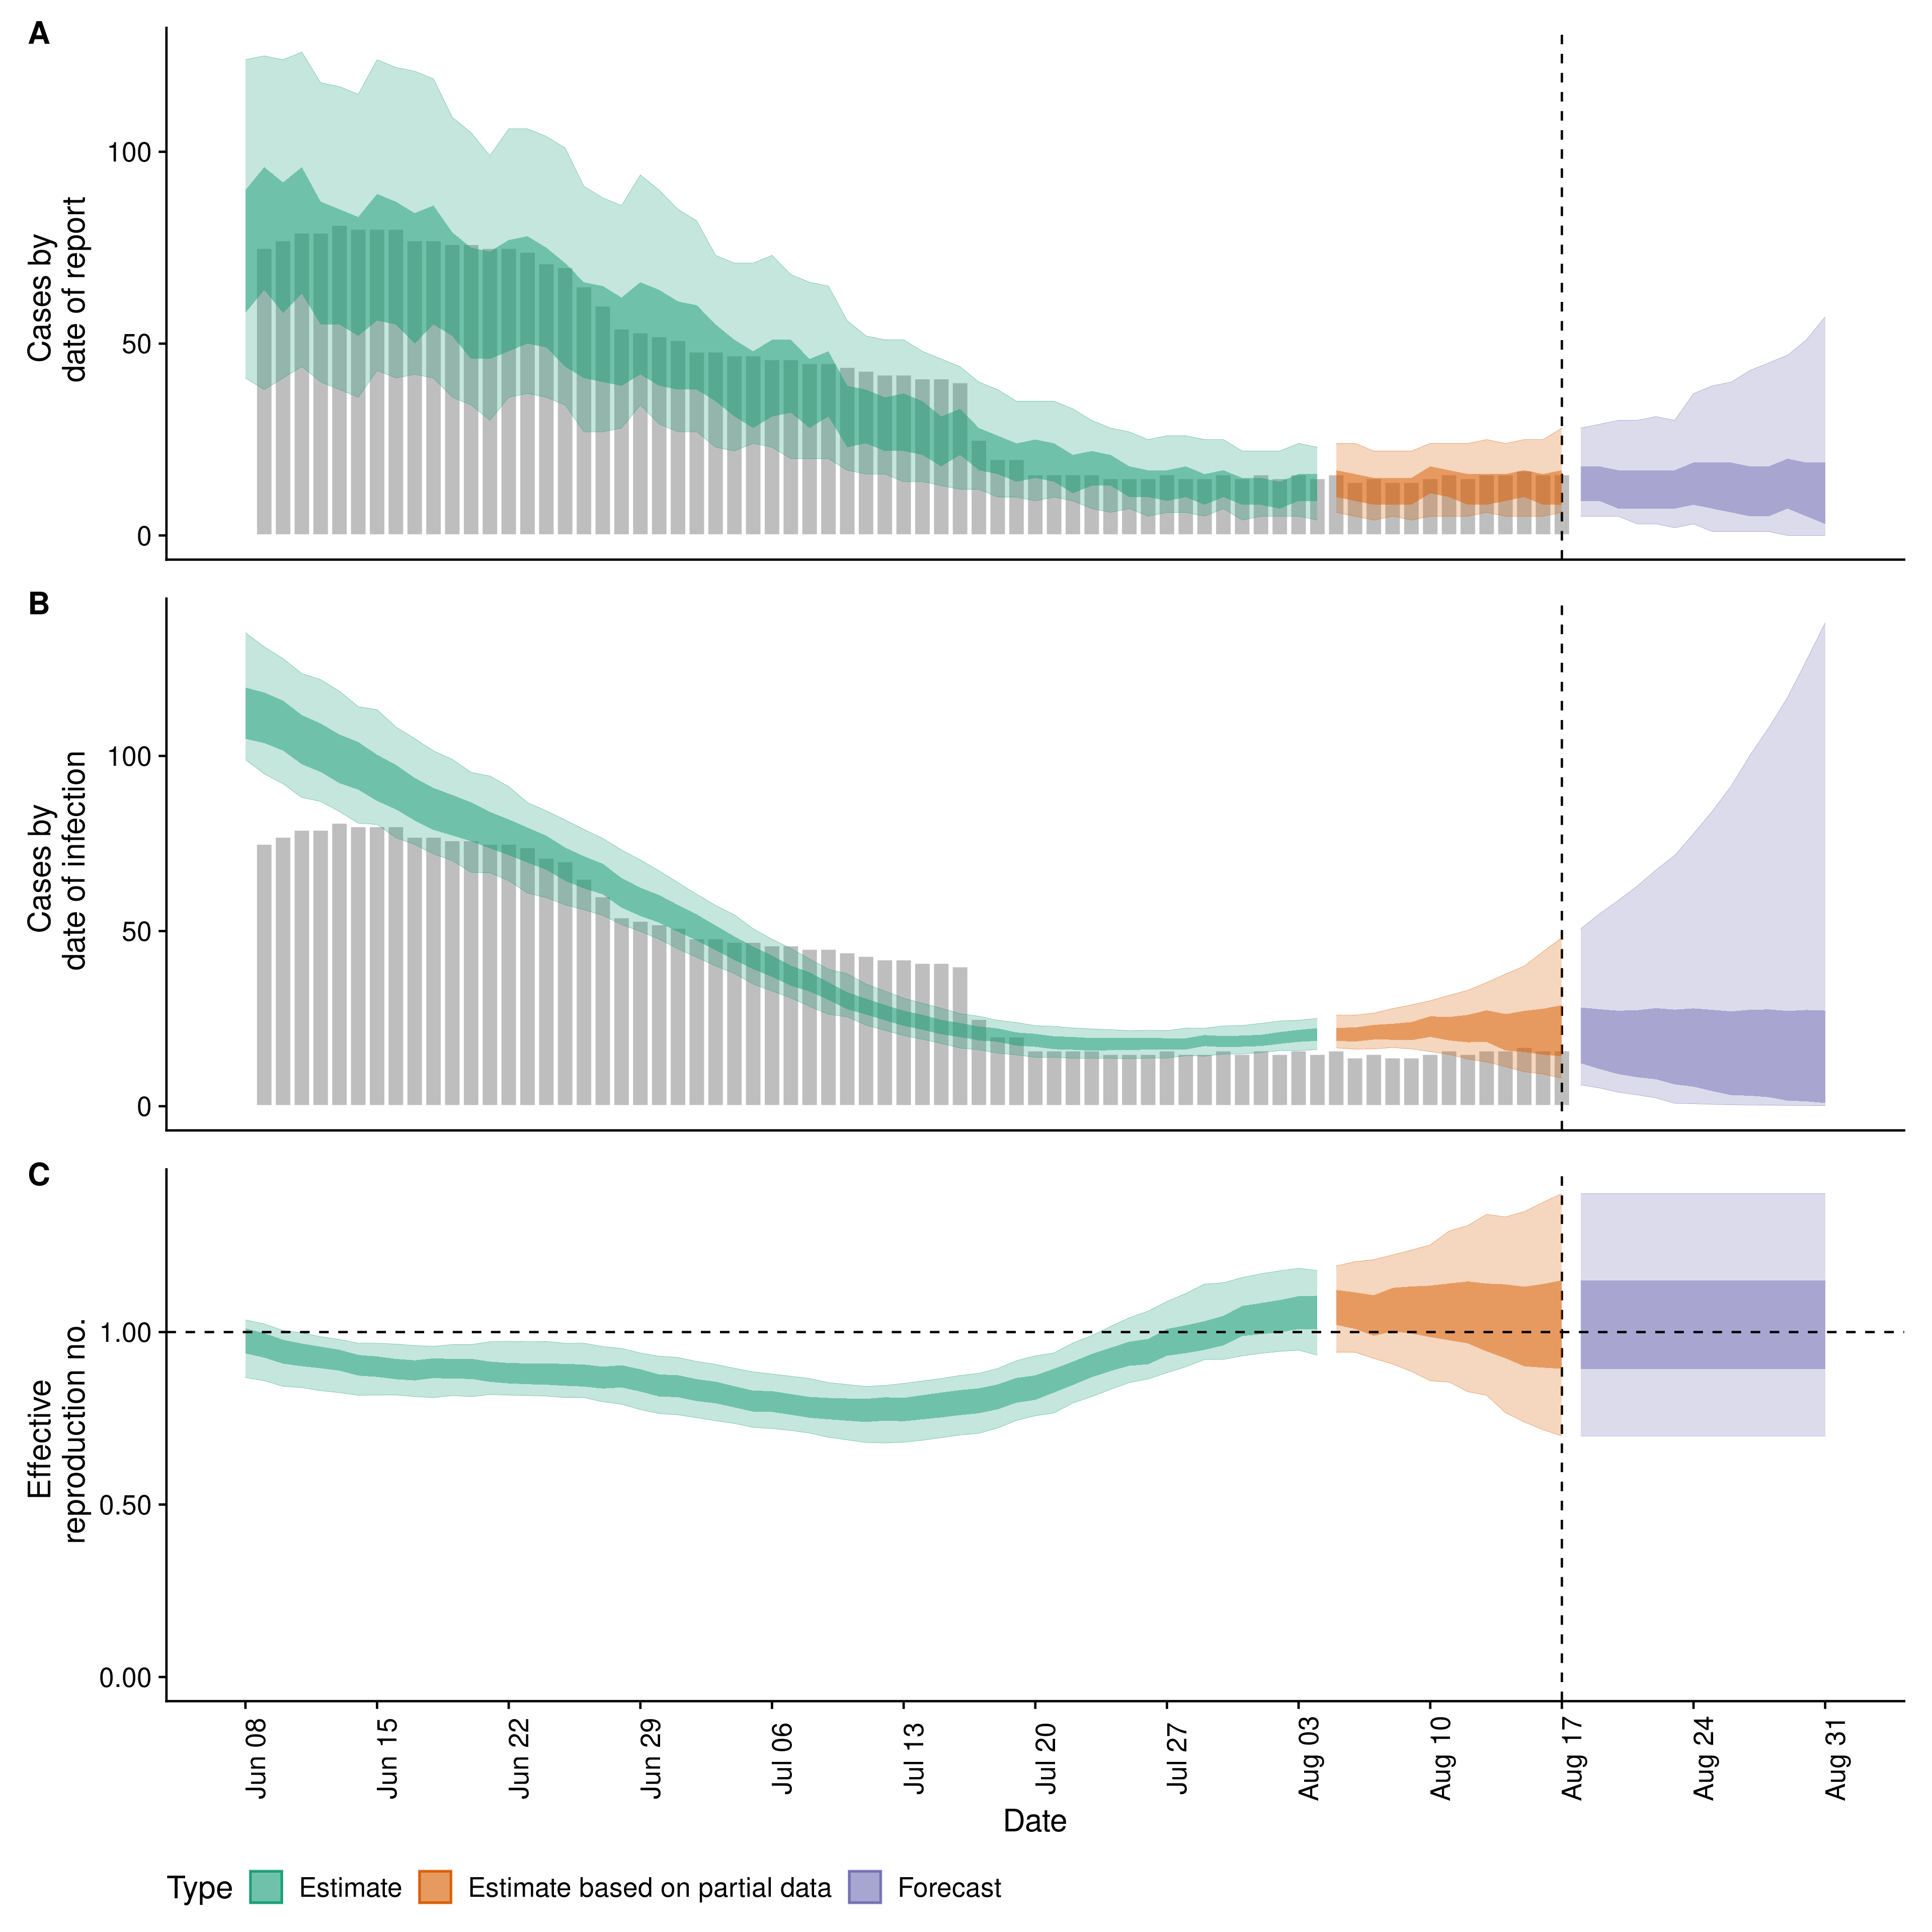 A
Cases by
date of report
100
50
0
B
Cases by
date of infection
100
50
0
C
Effective
reproduction no.
1.00
0.50
0.00
Jun 08
Jun 15
Jun 22
Jun 29
Jul 06
Jul 13
Jul 20
Jul 27
Aug 03
Aug 10
Aug 17
Aug 24
Aug 31
Date
Type Estimate Estimate based on partial data Forecast